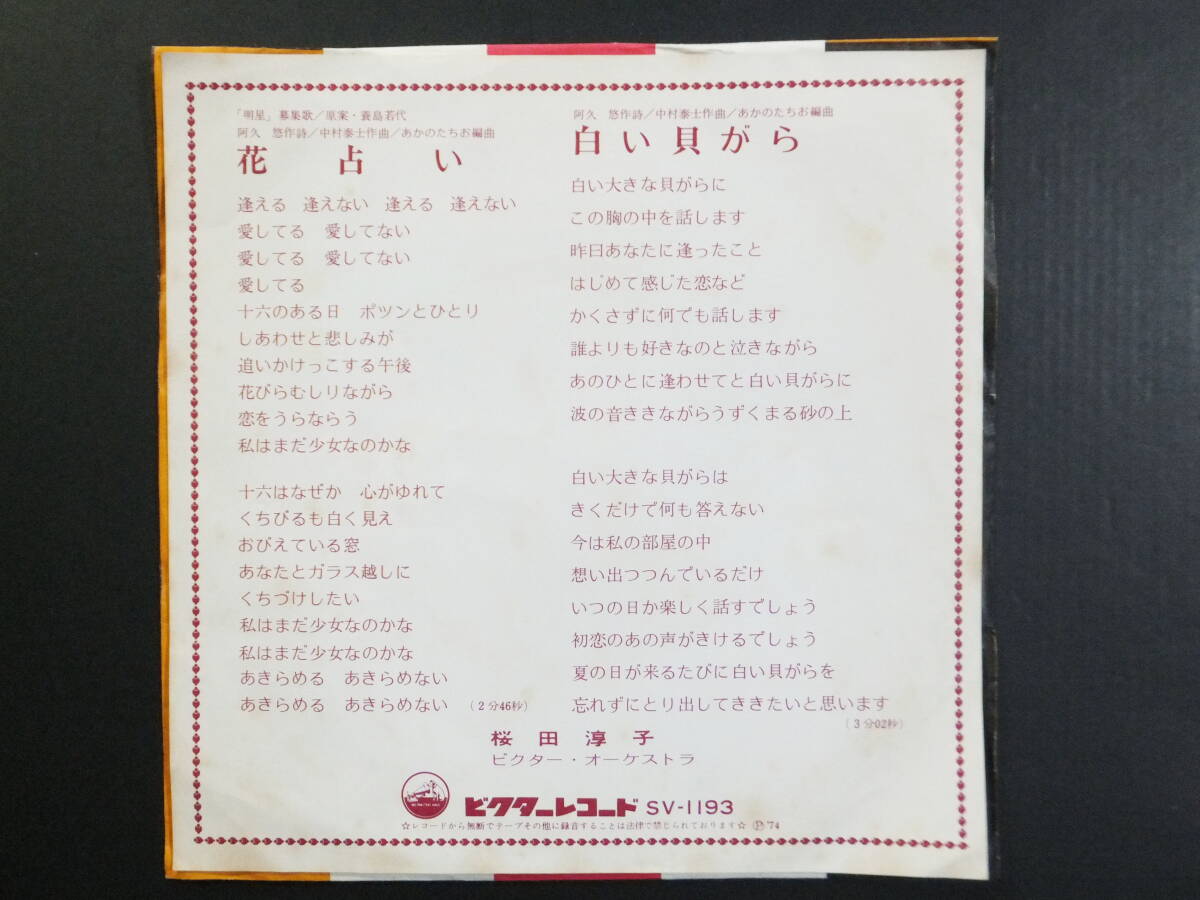 「明星」募集歌／原案・蓑島若代
阿久　悠作詩／中村泰士作曲／あかのたちお編曲
花占い
逢える　逢えない　逢える　逢えない
愛してる　愛してない
愛してる　愛してない
愛してる
十六のある日　ポツンとひとり
しあわせと悲しみが
追いかけっこする午後
花びらむしりながら
恋をうらならう
私はまだ少女なのかな
十六はなぜか　心がゆれて
くちびるも白く見え
おびえている窓
あなたとガラス越しに
くちづけしたい
私はまだ少女なのかな
私はまだ少女なのかな
あきらめる　あきらめない
あきらめる　あきらめない　（2分46秒）
阿久　悠作詩／中村泰士作曲／あかのたちお編曲
白い貝がら
白い大きな貝がらに
この胸の中を話します
昨日あなたに逢ったこと
はじめて感じた恋など
かくさずに何でも話します
誰よりも好きなのと泣きながら
あのひとに逢わせてと白い貝がらに
波の音ききながらうずくまる砂の上
白い大きな貝がらは
きくだけで何も答えない
今は私の部屋の中
想い出つつんでいるだけ
いつの日か楽しく話すでしょう
初恋のあの声がきけるでしょう
夏の日が来るたびに白い貝がらを
忘れずにとり出してききたいと思います
（3分02秒）
桜田淳子
ビクター・オーケストラ
ビクターレコード SV-1193
☆レコードから無断でテープその他に録音することは法律で禁じられております☆ Ⓟ'74